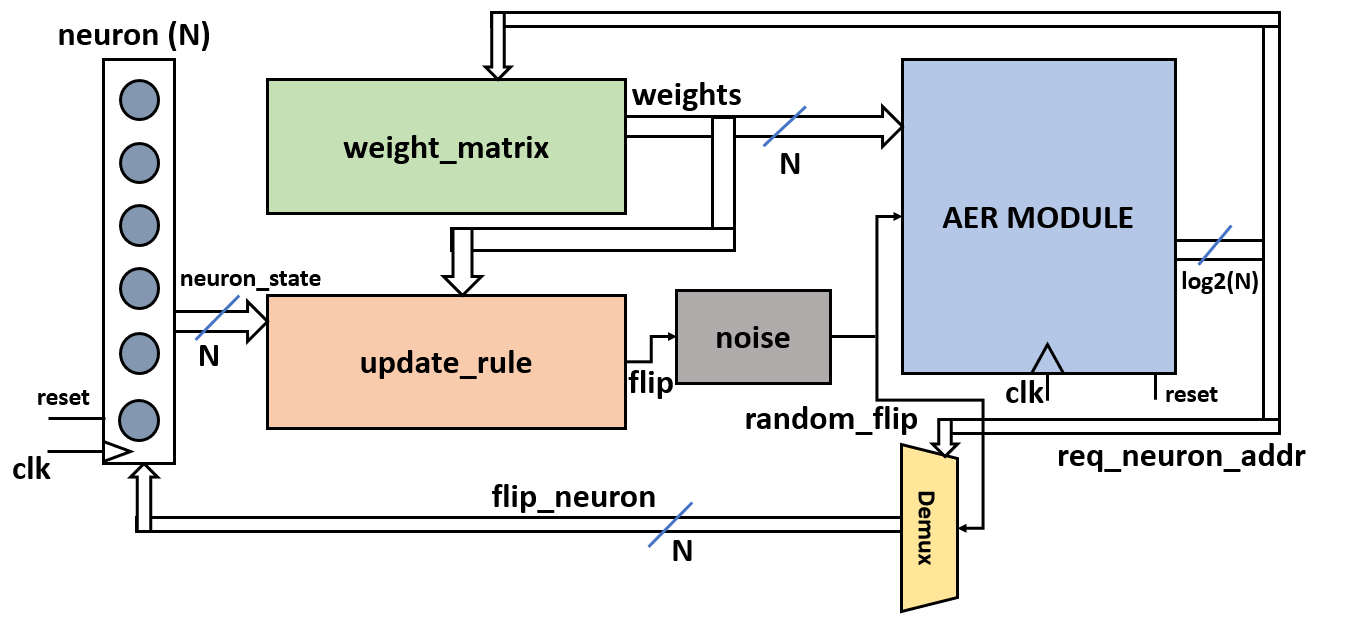 neuron (N)
weights
weight_matrix
N
AER MODULE
neuron_state
log2(N)
N
noise
update_rule
flip
clk
reset
reset
random_flip
clk
req_neuron_addr
flip_neuron
Demux
N